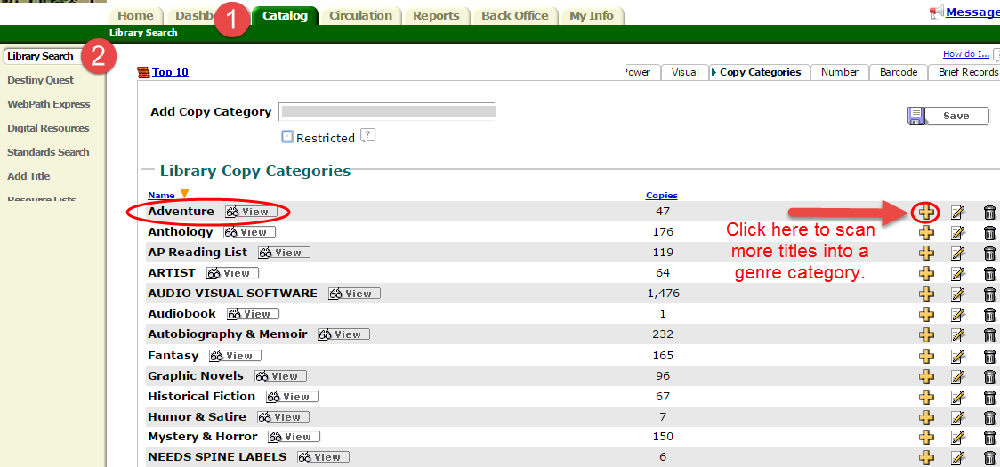 Home Dashb Catalog Circulation Reports Back Office My Info
1
Message
Library Search
Library Search
2
How do I... ?
Destiny Quest
WebPath Express
Digital Resources
Standards Search
Add Title
Resource Lists
Top 10
ower Visual Copy Categories Number Barcode Brief Records
Add Copy Category
Save
Restricted ?
Library Copy Categories
Name Copies
Adventure View 47
Anthology View 176
AP Reading List View 119
ARTIST View 64
AUDIO VISUAL SOFTWARE View 1,476
Audiobook View 1
Autobiography & Memoir View 232
Fantasy View 165
Graphic Novels View 96
Historical Fiction View 67
Humor & Satire View 7
Mystery & Horror View 150
NEEDS SPINE LABELS View 6
Click here to scan
more titles into a
genre category.